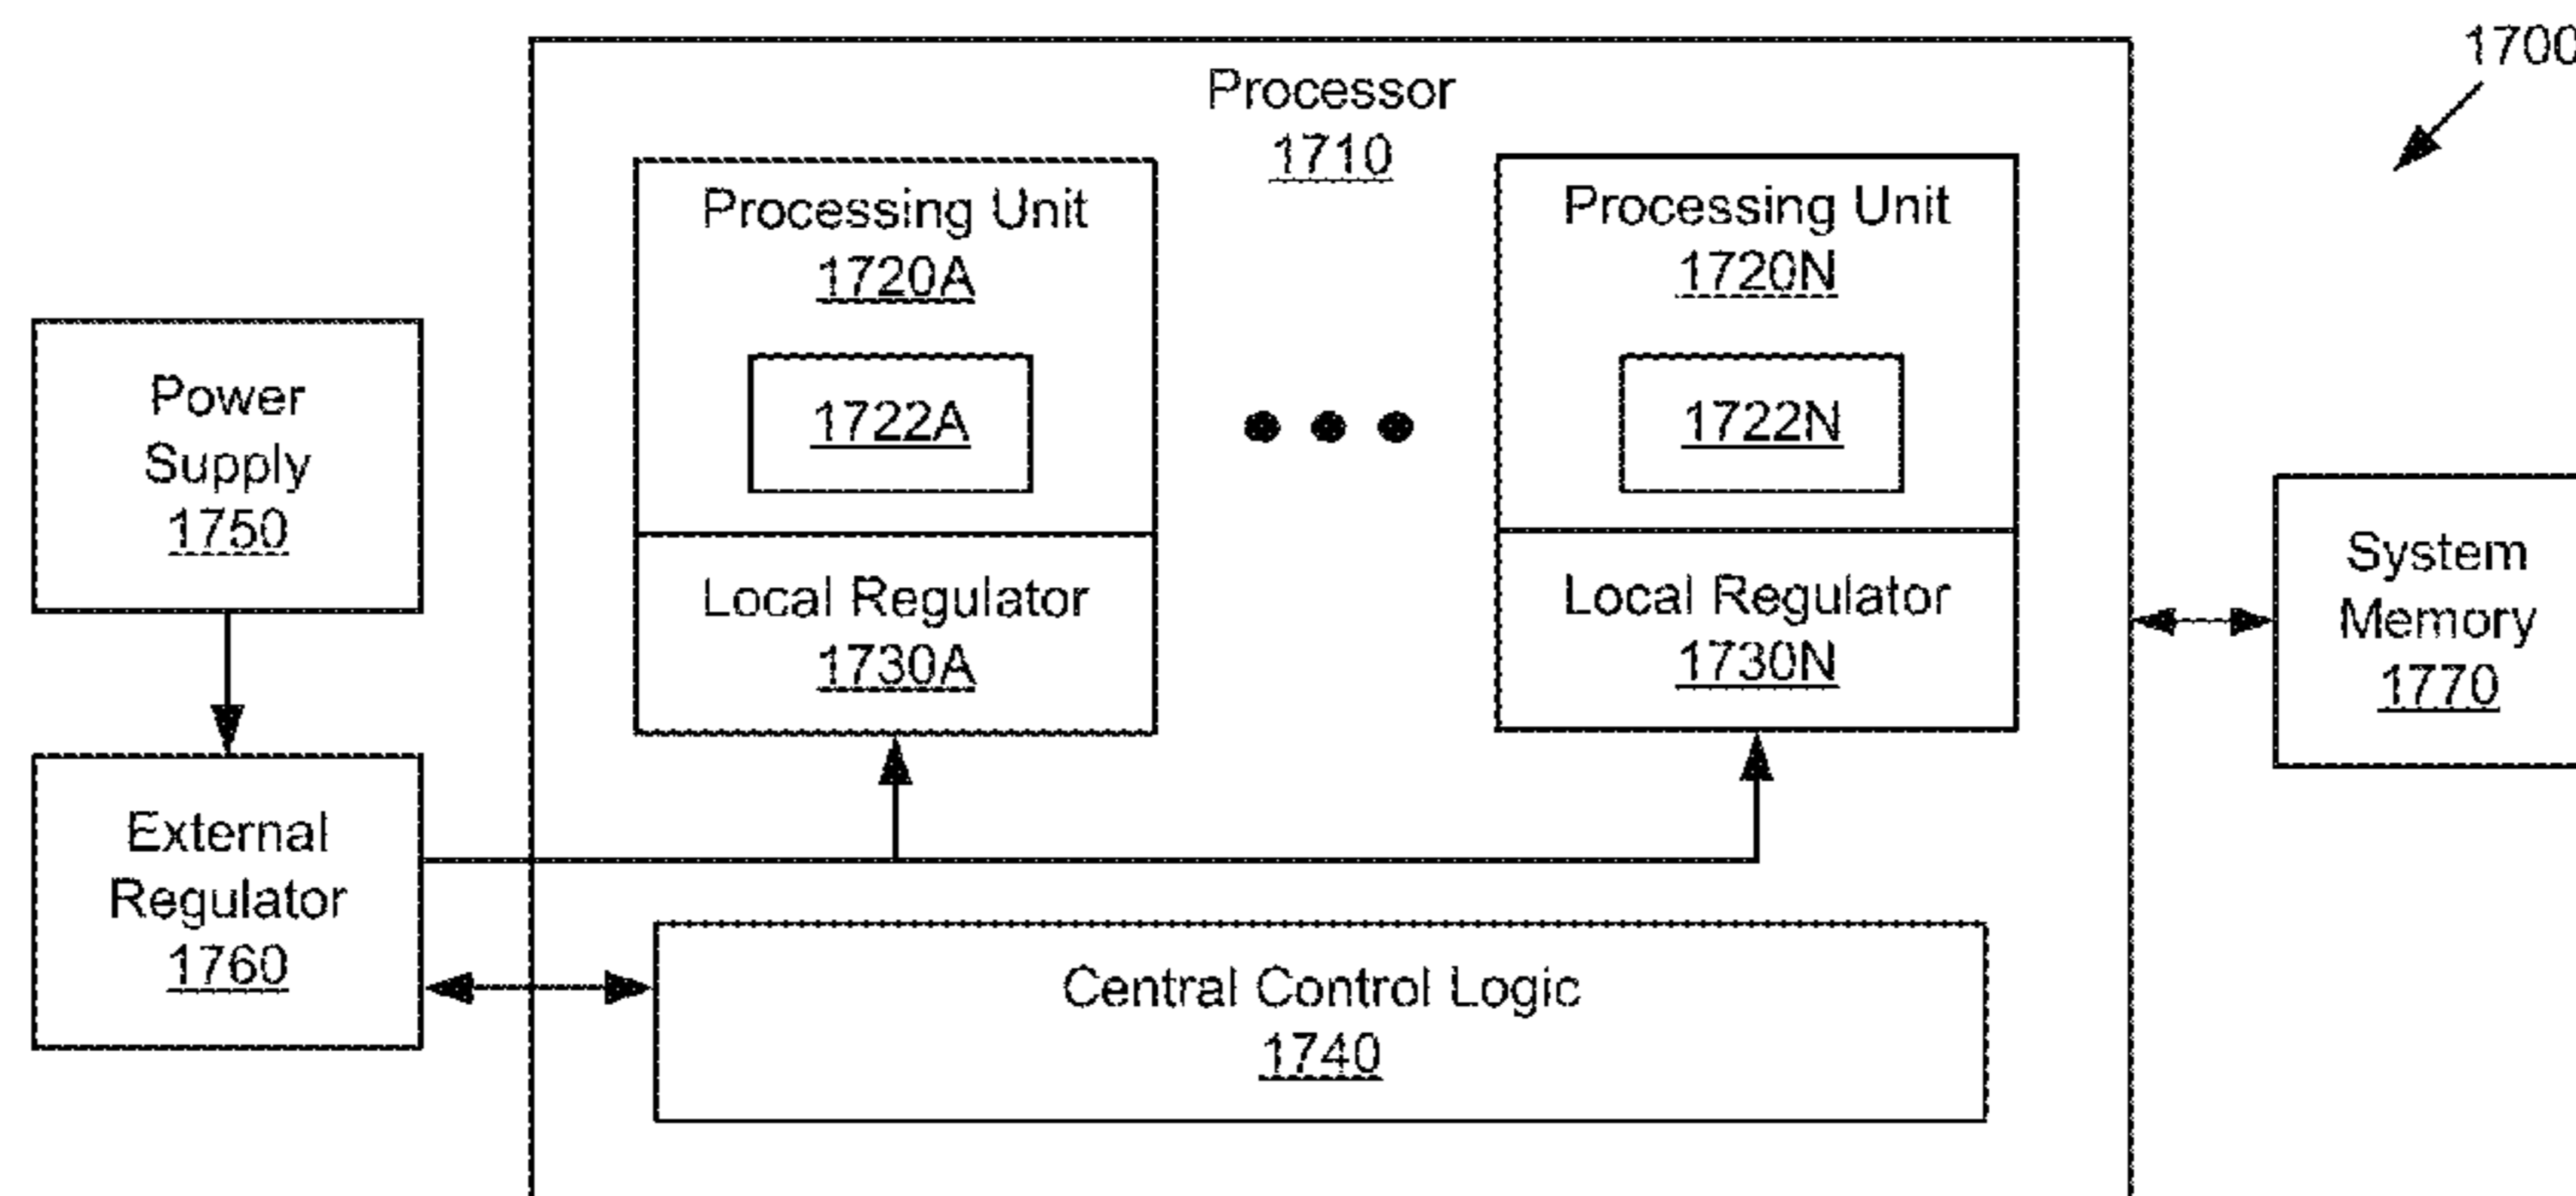 1700
Processor
1710
Processing Unit
1720A
1722A
Local Regulator
1730A
Processing Unit
1720N
1722N
Local Regulator
1730N
Power
Supply
1750
External
Regulator
1760
Central Control Logic
1740
System
Memory
1770